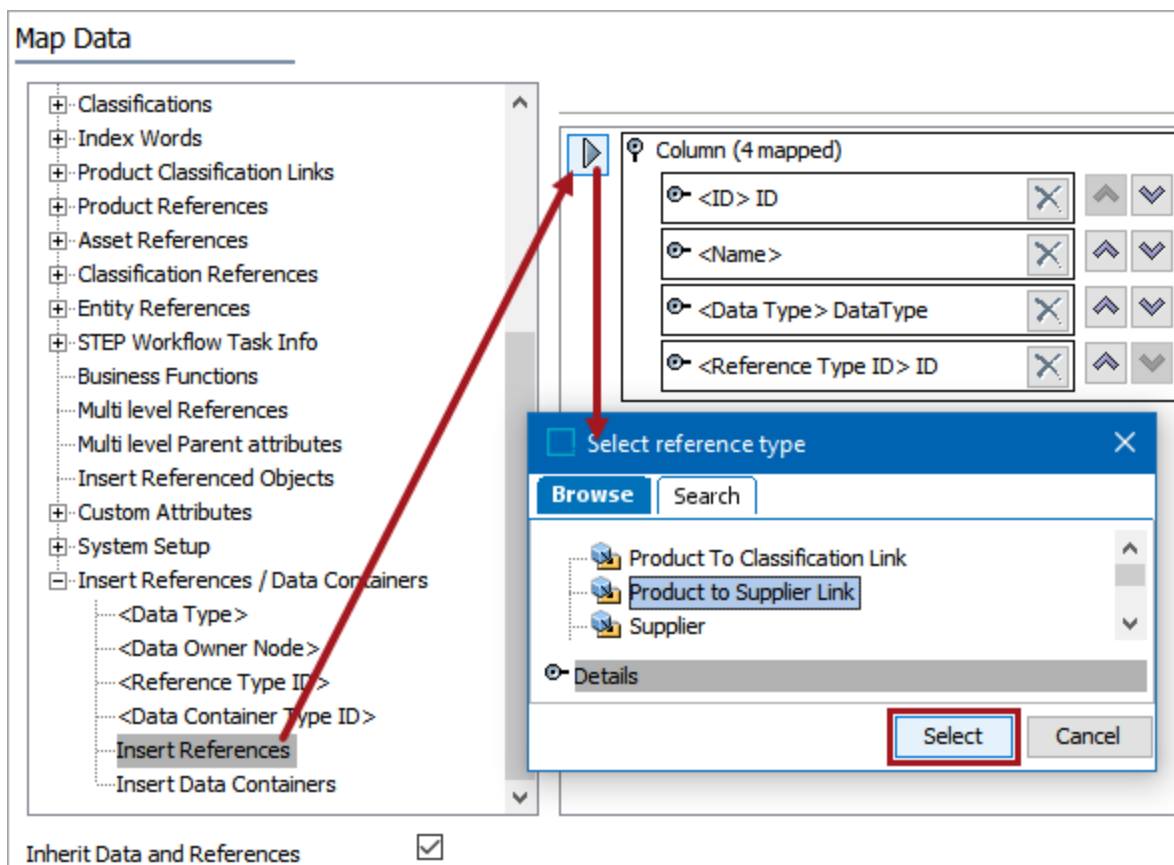 Map Data
Classifications
Index Words
Product Classification Links
Product References
Asset References
Classification References
Entity References
STEP Workflow Task Info
Business Functions
Multi level References
Multi level Parent attributes
Insert Referenced Objects
Custom Attributes
System Setup
Insert References / Data Containers
<Data Type>
<Data Owner Node>
<Reference Type ID>
<Data Container Type ID>
Insert References
Insert Data Containers
Inherit Data and References
Column (4 mapped)
<ID> ID
<Name>
<Data Type> DataType
<Reference Type ID> ID
Select reference type
Browse Search
Product To Classification Link
Product to Supplier Link
Supplier
Details
Select Cancel